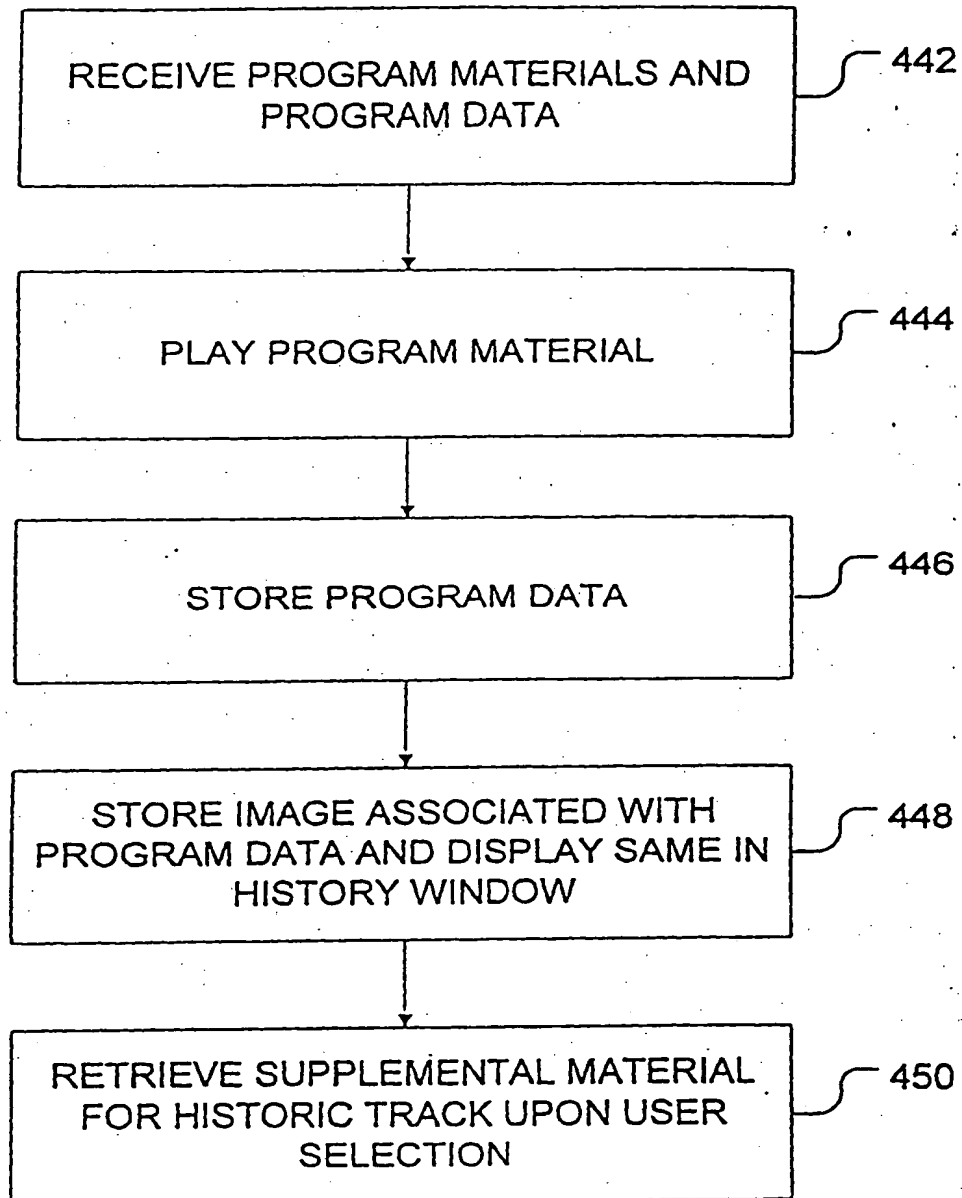 RECEIVE PROGRAM MATERIALS AND
PROGRAM DATA
442
PLAY PROGRAM MATERIAL
444
STORE PROGRAM DATA
446
STORE IMAGE ASSOCIATED WITH
PROGRAM DATA AND DISPLAY SAME IN
HISTORY WINDOW
448
RETRIEVE SUPPLEMENTAL MATERIAL
FOR HISTORIC TRACK UPON USER
SELECTION
450